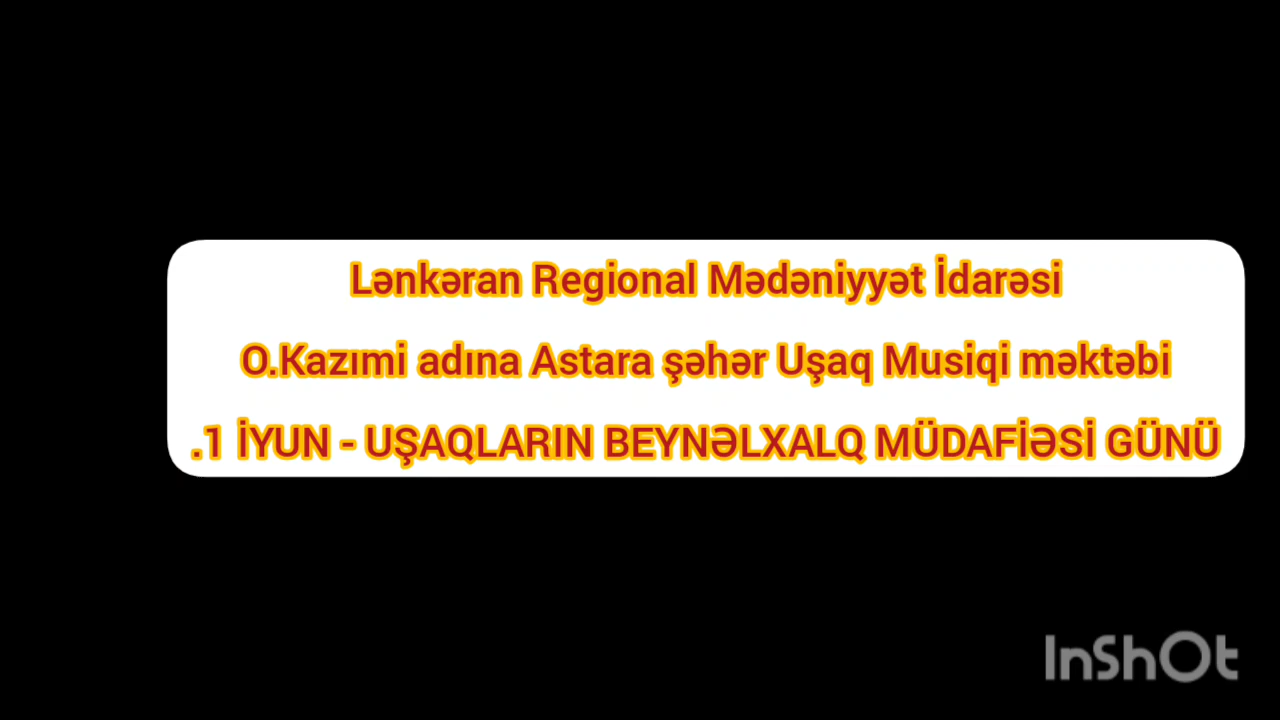 Lənkəran Regional Mədəniyyət İdarəsi
O.Kazımi adına Astara şəhər Uşaq Musiqi məktəbi
.1 İYUN - UŞAQLARIN BEYNƏLXALQ MÜDAFİƏSİ GÜNÜ
InShOt